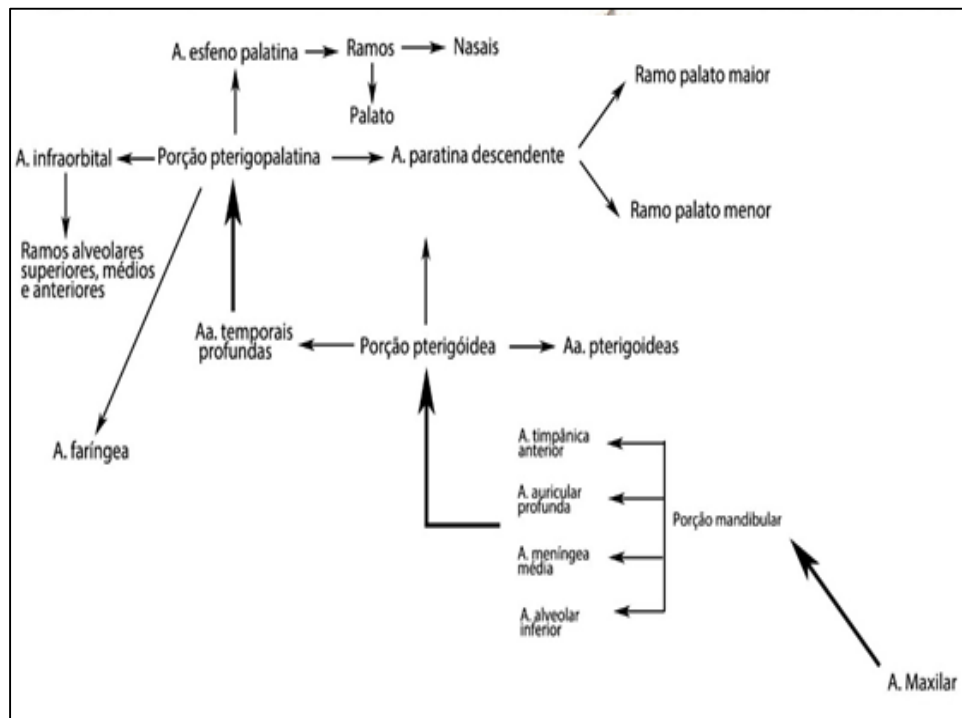 A. esfeno palatina
Ramos
Nasais
Palato
Ramo palato maior
A. infraorbital
Porção pterigopalatina
A. paratina descendente
Ramo palato menor
Ramos alveolares
superiores, médios
e anteriores
Aa. temporais
profundas
Porção pterigóidea
Aa. pterigoideas
A. faríngea
A. timpânica
anterior
A. auricular
profunda
Porção mandibular
A. meníngea
média
A. alveolar
inferior
A. Maxilar